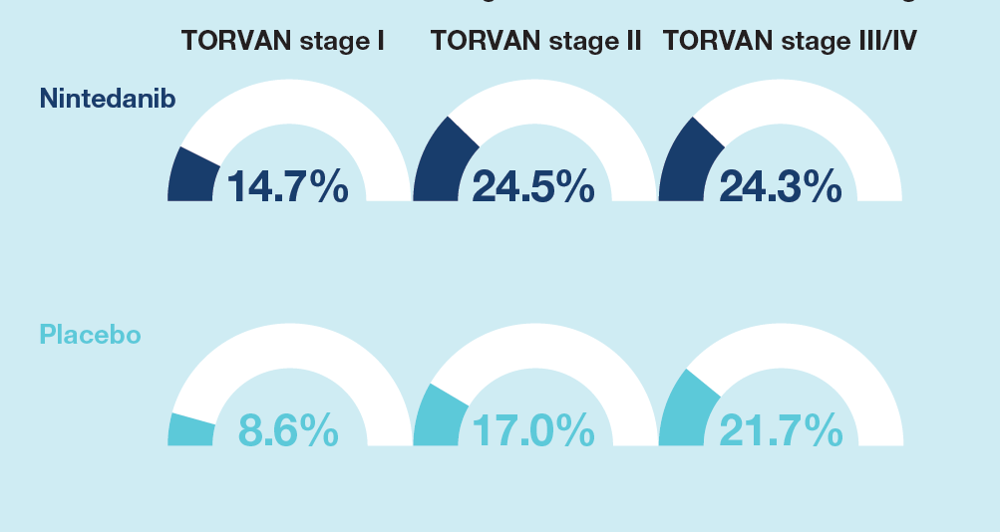 TORVAN stage I TORVAN stage II TORVAN stage III/IV
Nintedanib
14.7% 24.5% 24.3%
Placebo
8.6% 17.0% 21.7%